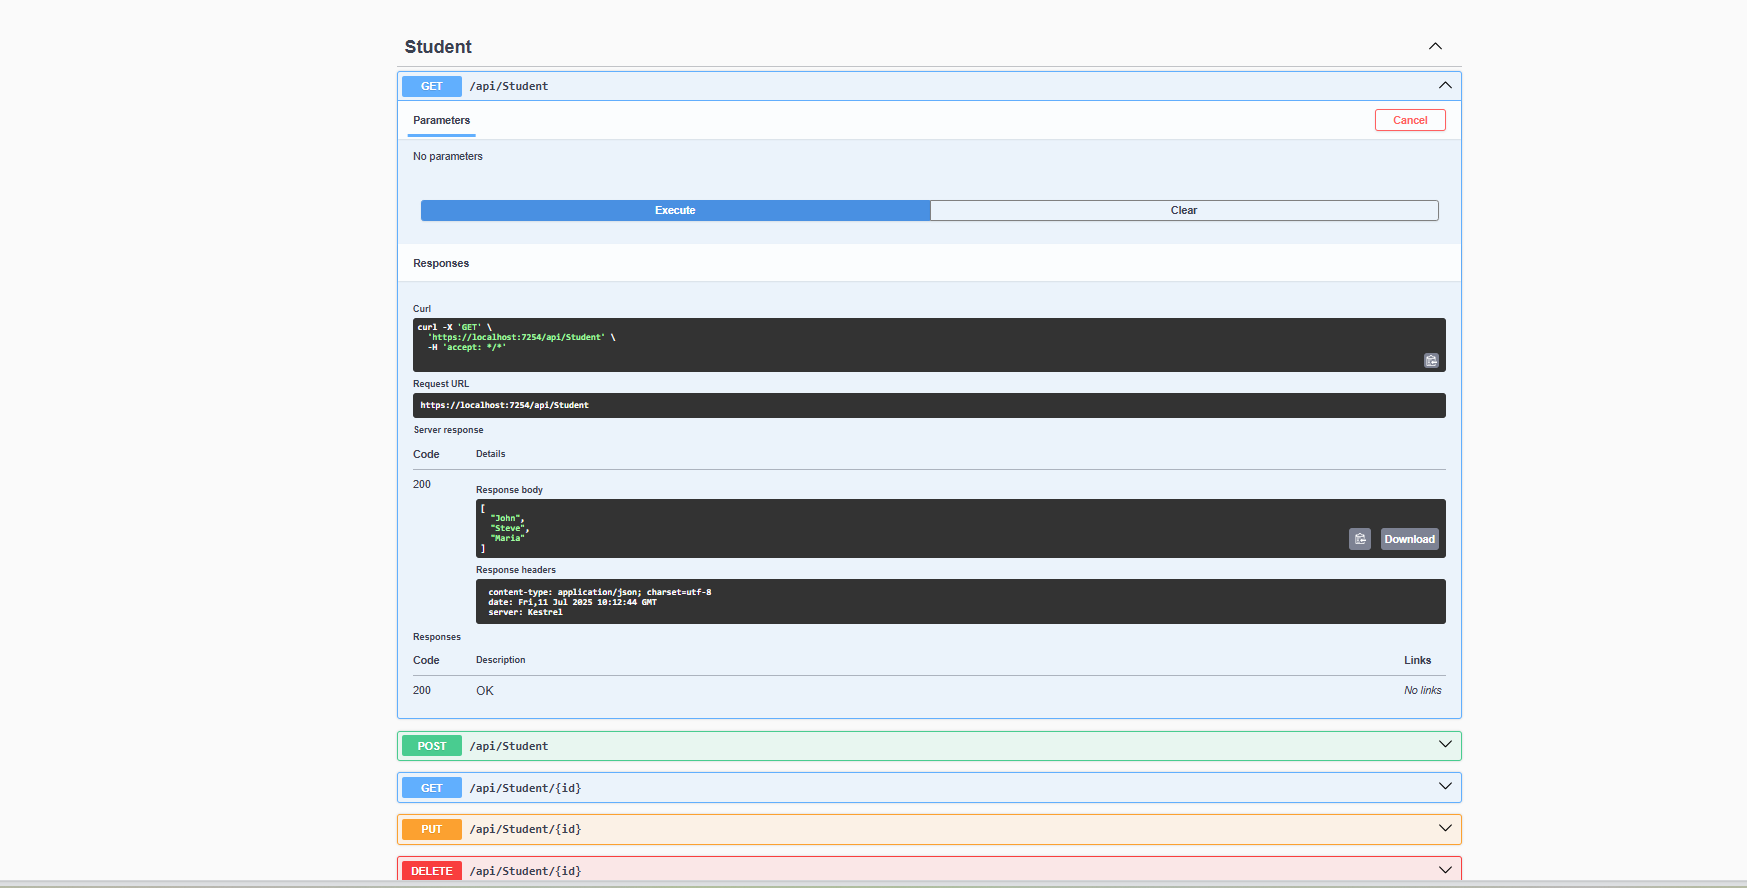 Student
GET /api/Student
Parameters Cancel
No parameters
Execute Clear
Responses
Curl
curl -X 'GET' \
'https://localhost:7254/api/Student' \
-H 'accept: */*'
Request URL
https://localhost:7254/api/Student
Server response
Code Details
200
Response body
[
"John",
"Steve",
"Maria"
]
Download
Response headers
content-type: application/json; charset=utf-8
date: Fri,11 Jul 2025 10:12:44 GMT
server: Kestrel
Responses
Code Description Links
200 OK No links
POST /api/Student
GET /api/Student/{id}
PUT /api/Student/{id}
DELETE /api/Student/{id}